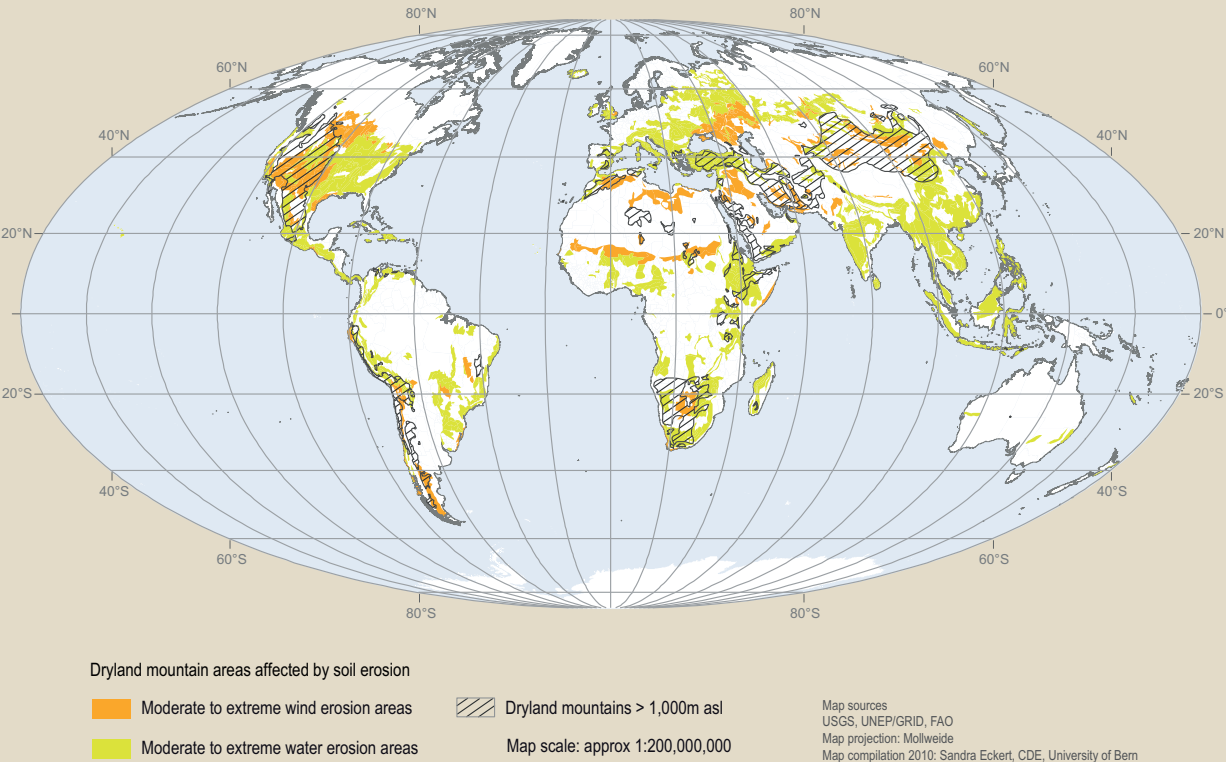 80°N 80°N
60°N 60°N
40°N 40°N
20°N 20°N
0°
20°S 20°S
40°S 40°S
60°S 60°S
80°S 80°S
Dryland mountain areas affected by soil erosion
Moderate to extreme wind erosion areas
Moderate to extreme water erosion areas
Dryland mountains > 1,000m asl
Map scale: approx 1:200,000,000
Map sources
USGS, UNEP/GRID, FAO
Map projection: Mollweide
Map compilation 2010: Sandra Eckert, CDE, University of Bern